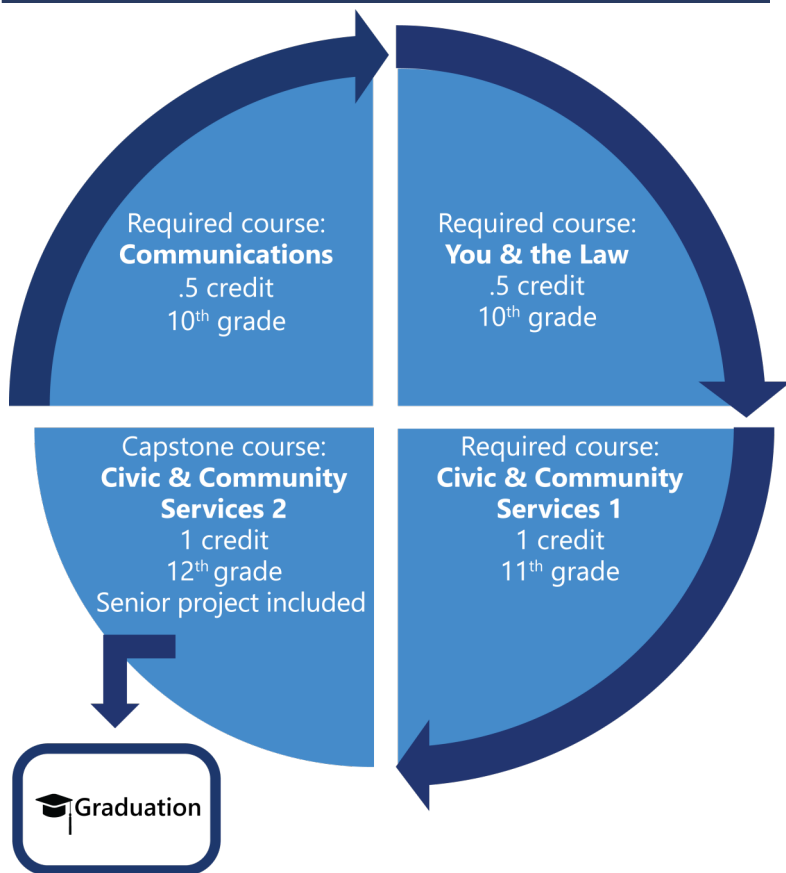 Required course:
Communications
.5 credit
10th grade
Required course:
You & the Law
.5 credit
10th grade
Required course:
Civic & Community
Services 1
1 credit
11th grade
Capstone course:
Civic & Community
Services 2
1 credit
12th grade
Senior project included
Graduation